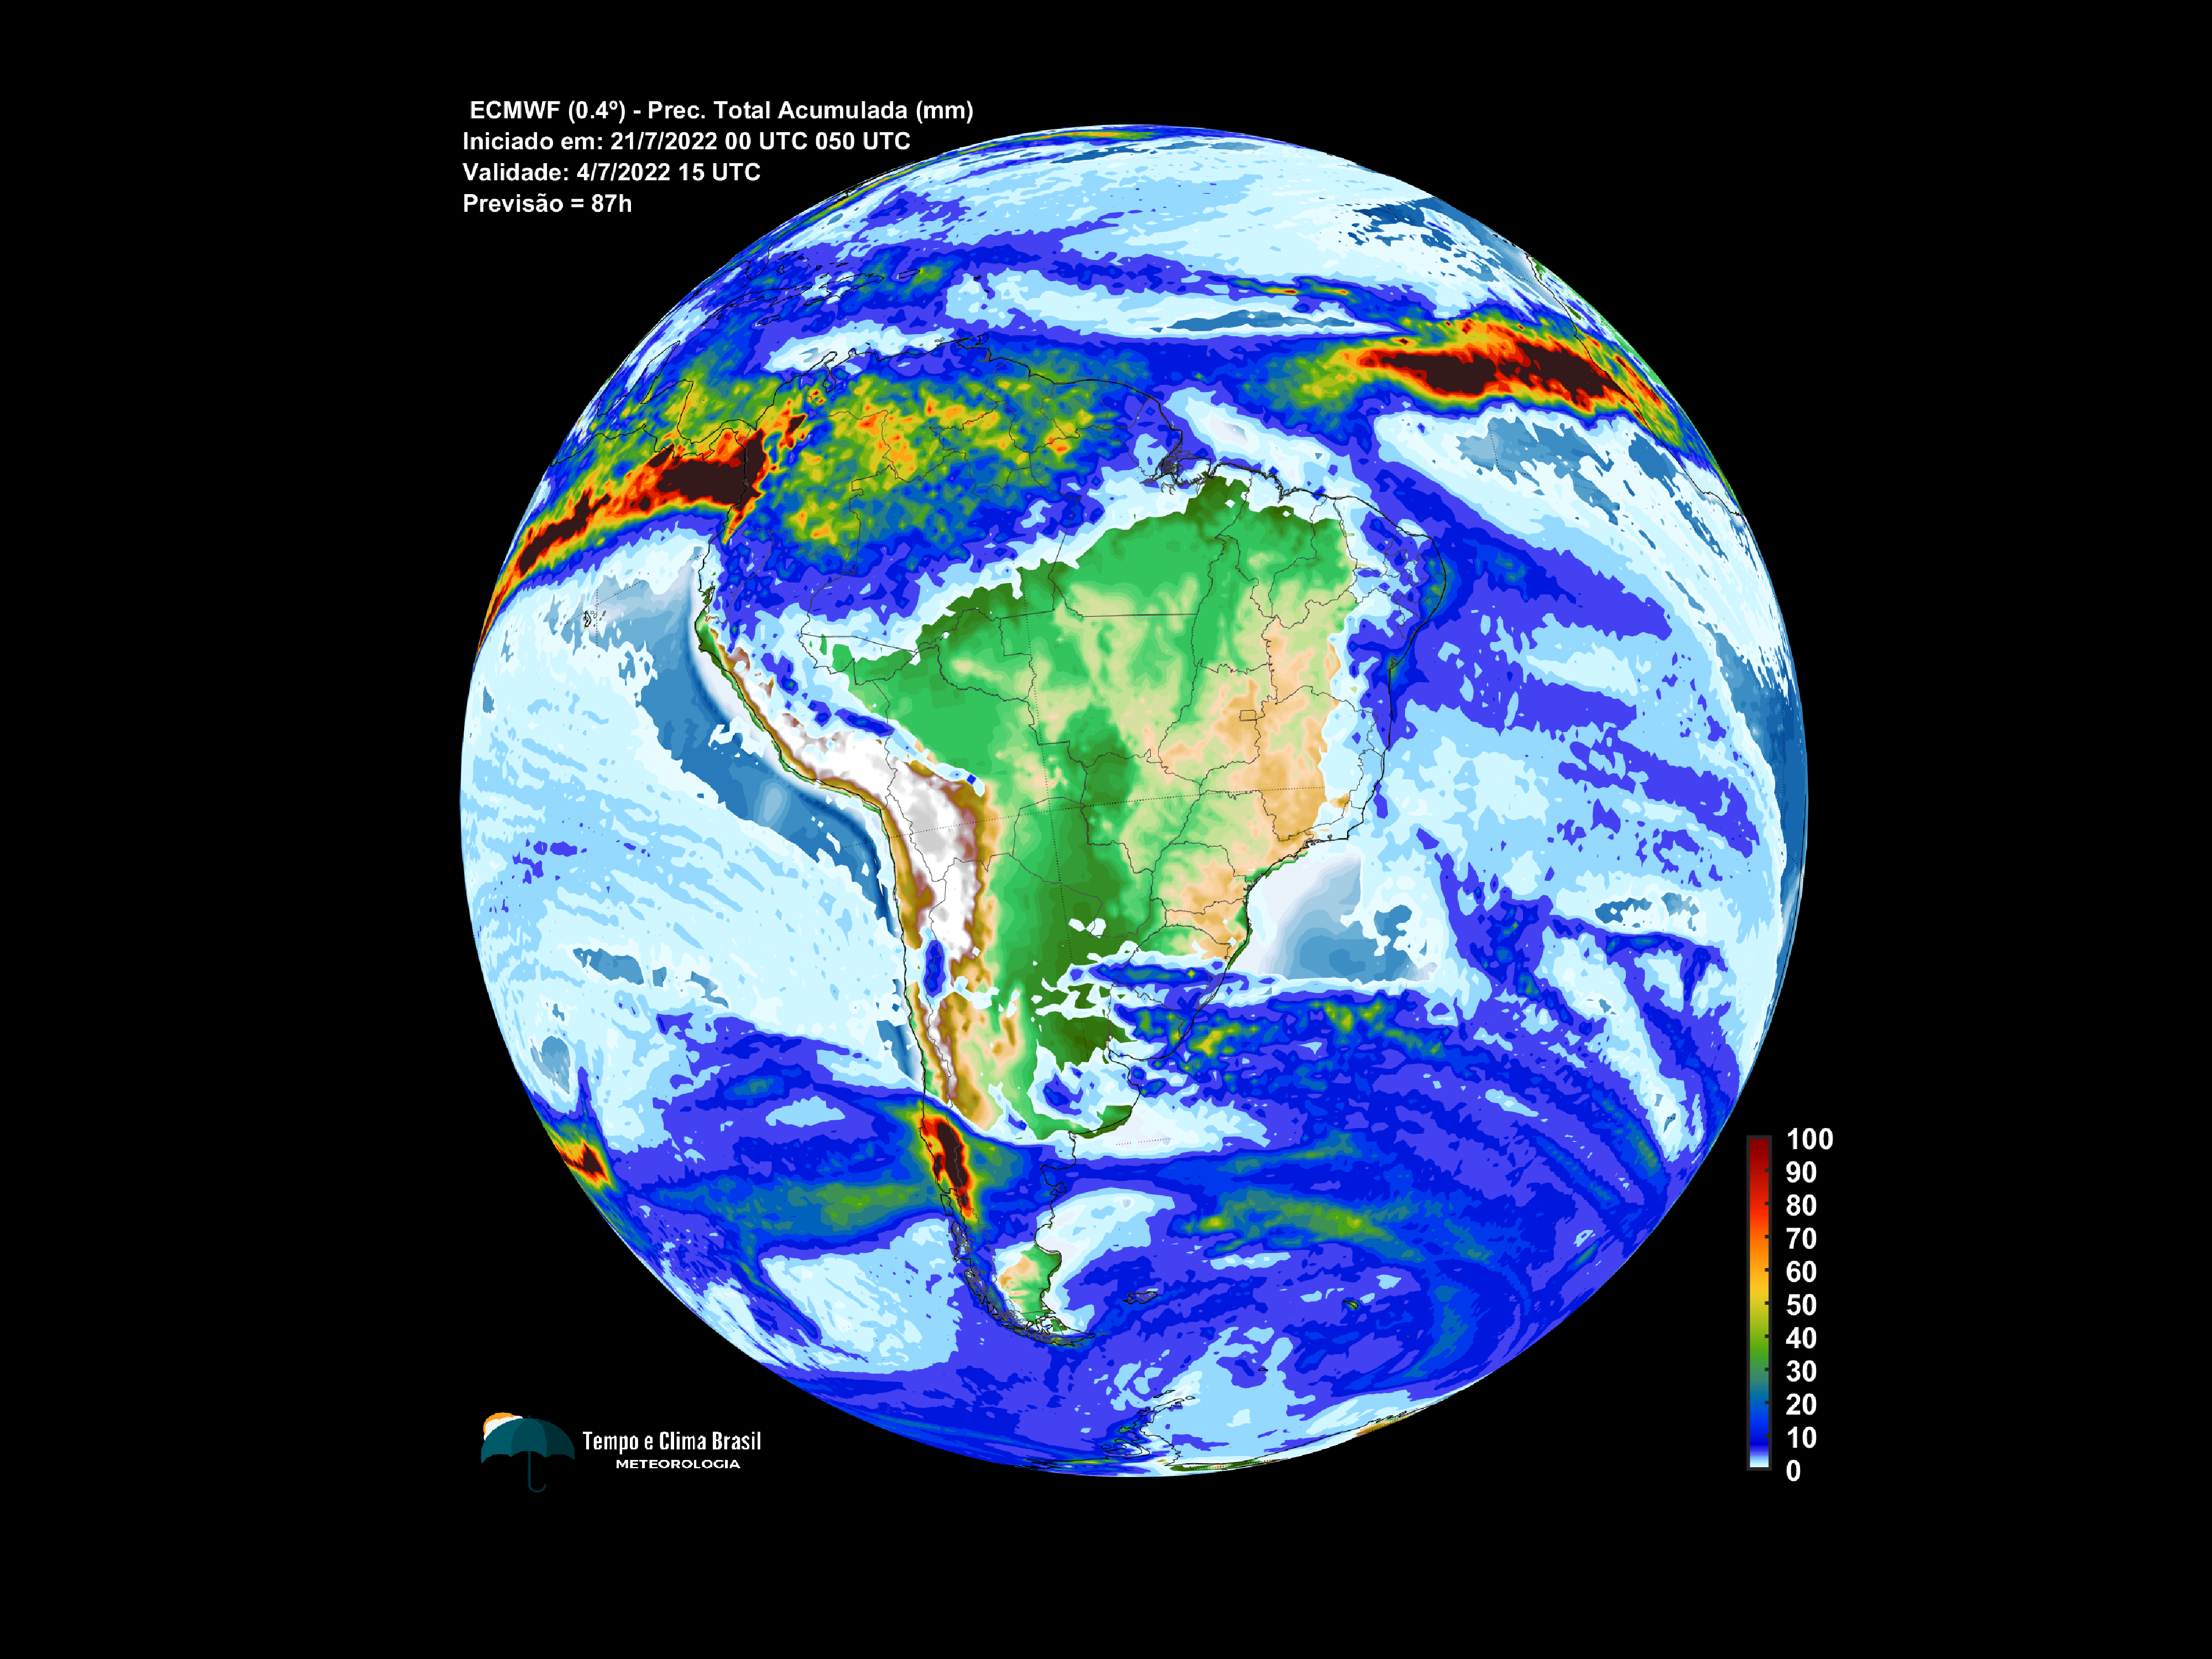 ECMWF (0.4º) - Prec. Total Acumulada (mm)
Iniciado em: 21/7/2022 00 UTC 050 UTC
Validade: 4/7/2022 15 UTC
Previsão = 87h
100
90
80
70
60
50
40
30
20
10
0
Tempo e Clima Brasil
METEOROLOGIA